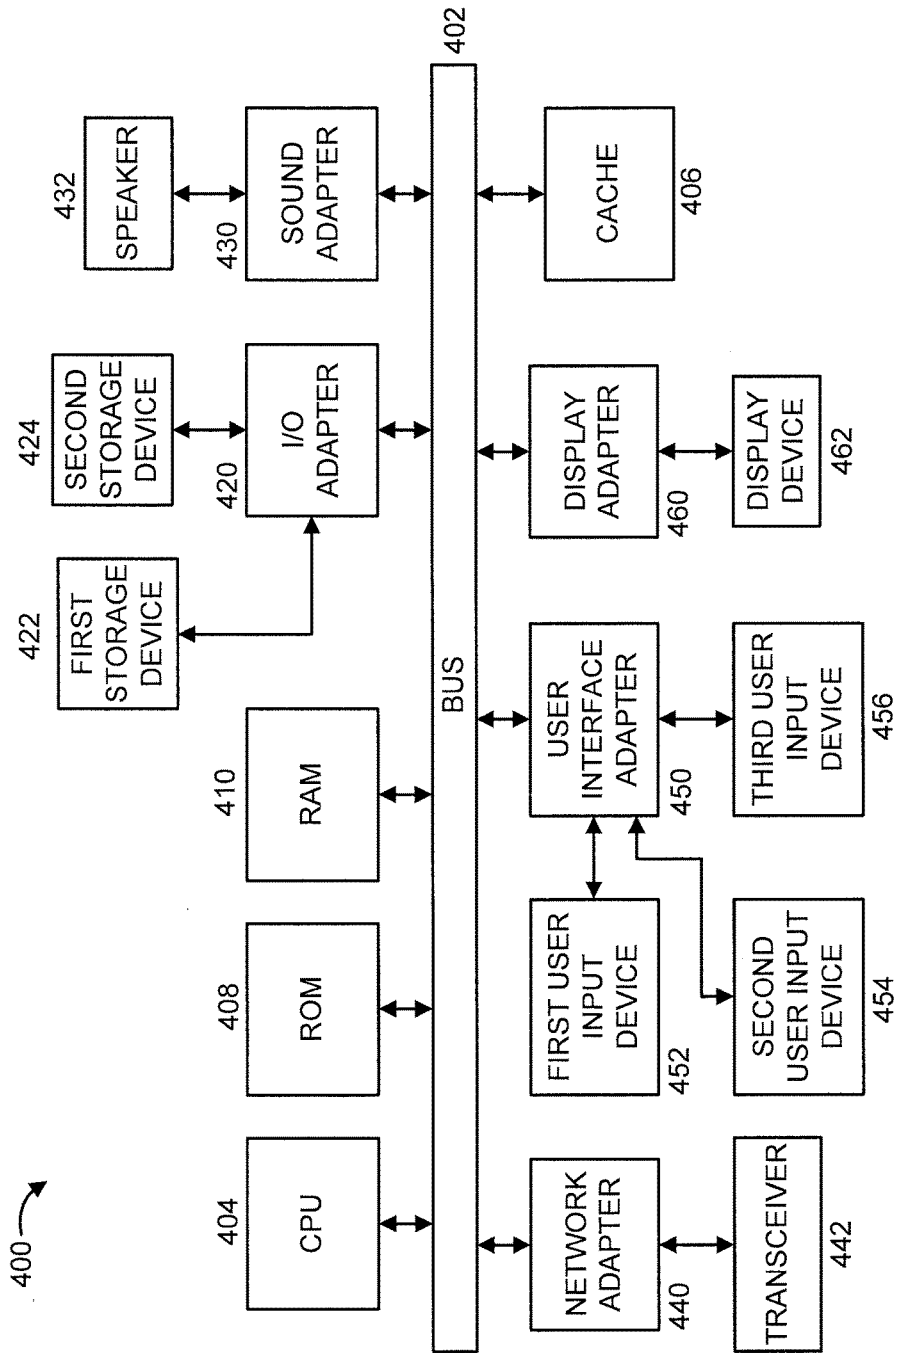 400
404
CPU
408
ROM
410
RAM
422
FIRST
STORAGE
DEVICE
424
SECOND
STORAGE
DEVICE
420
I/O
ADAPTER
432
SPEAKER
430
SOUND
ADAPTER
BUS
402
NETWORK
ADAPTER
440
TRANSCEIVER
442
FIRST USER
INPUT
DEVICE
452
SECOND
USER INPUT
DEVICE
454
USER
INTERFACE
ADAPTER
450
THIRD USER
INPUT
DEVICE
456
DISPLAY
ADAPTER
460
DISPLAY
DEVICE
462
CACHE
406